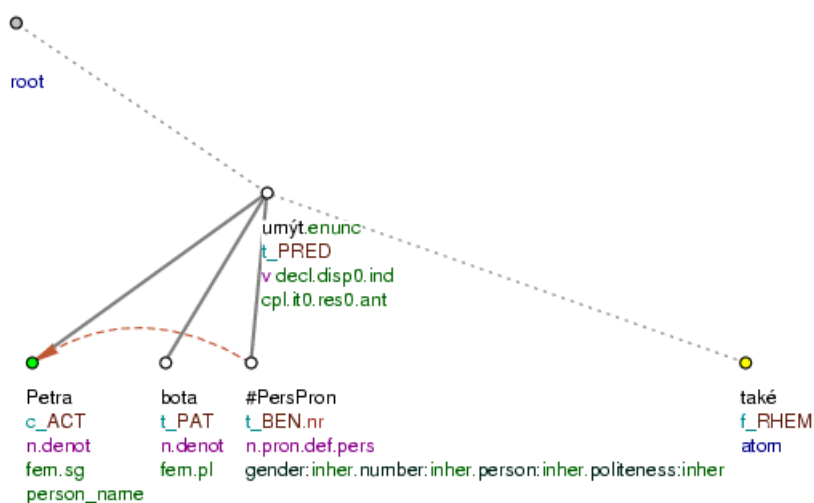 root
umýt.enunc
t_PRED
v decl.disp0.ind
cpl.it0.res0.ant
Petra bota #PersPron také
c_ACT t_PAT t_BEN.nr f_RHEM
n.denot n.denot n.pron.def.pers atom
fem.sg fem.pl gender:inher.number:inher.person:inher.politeness:inher
person_name